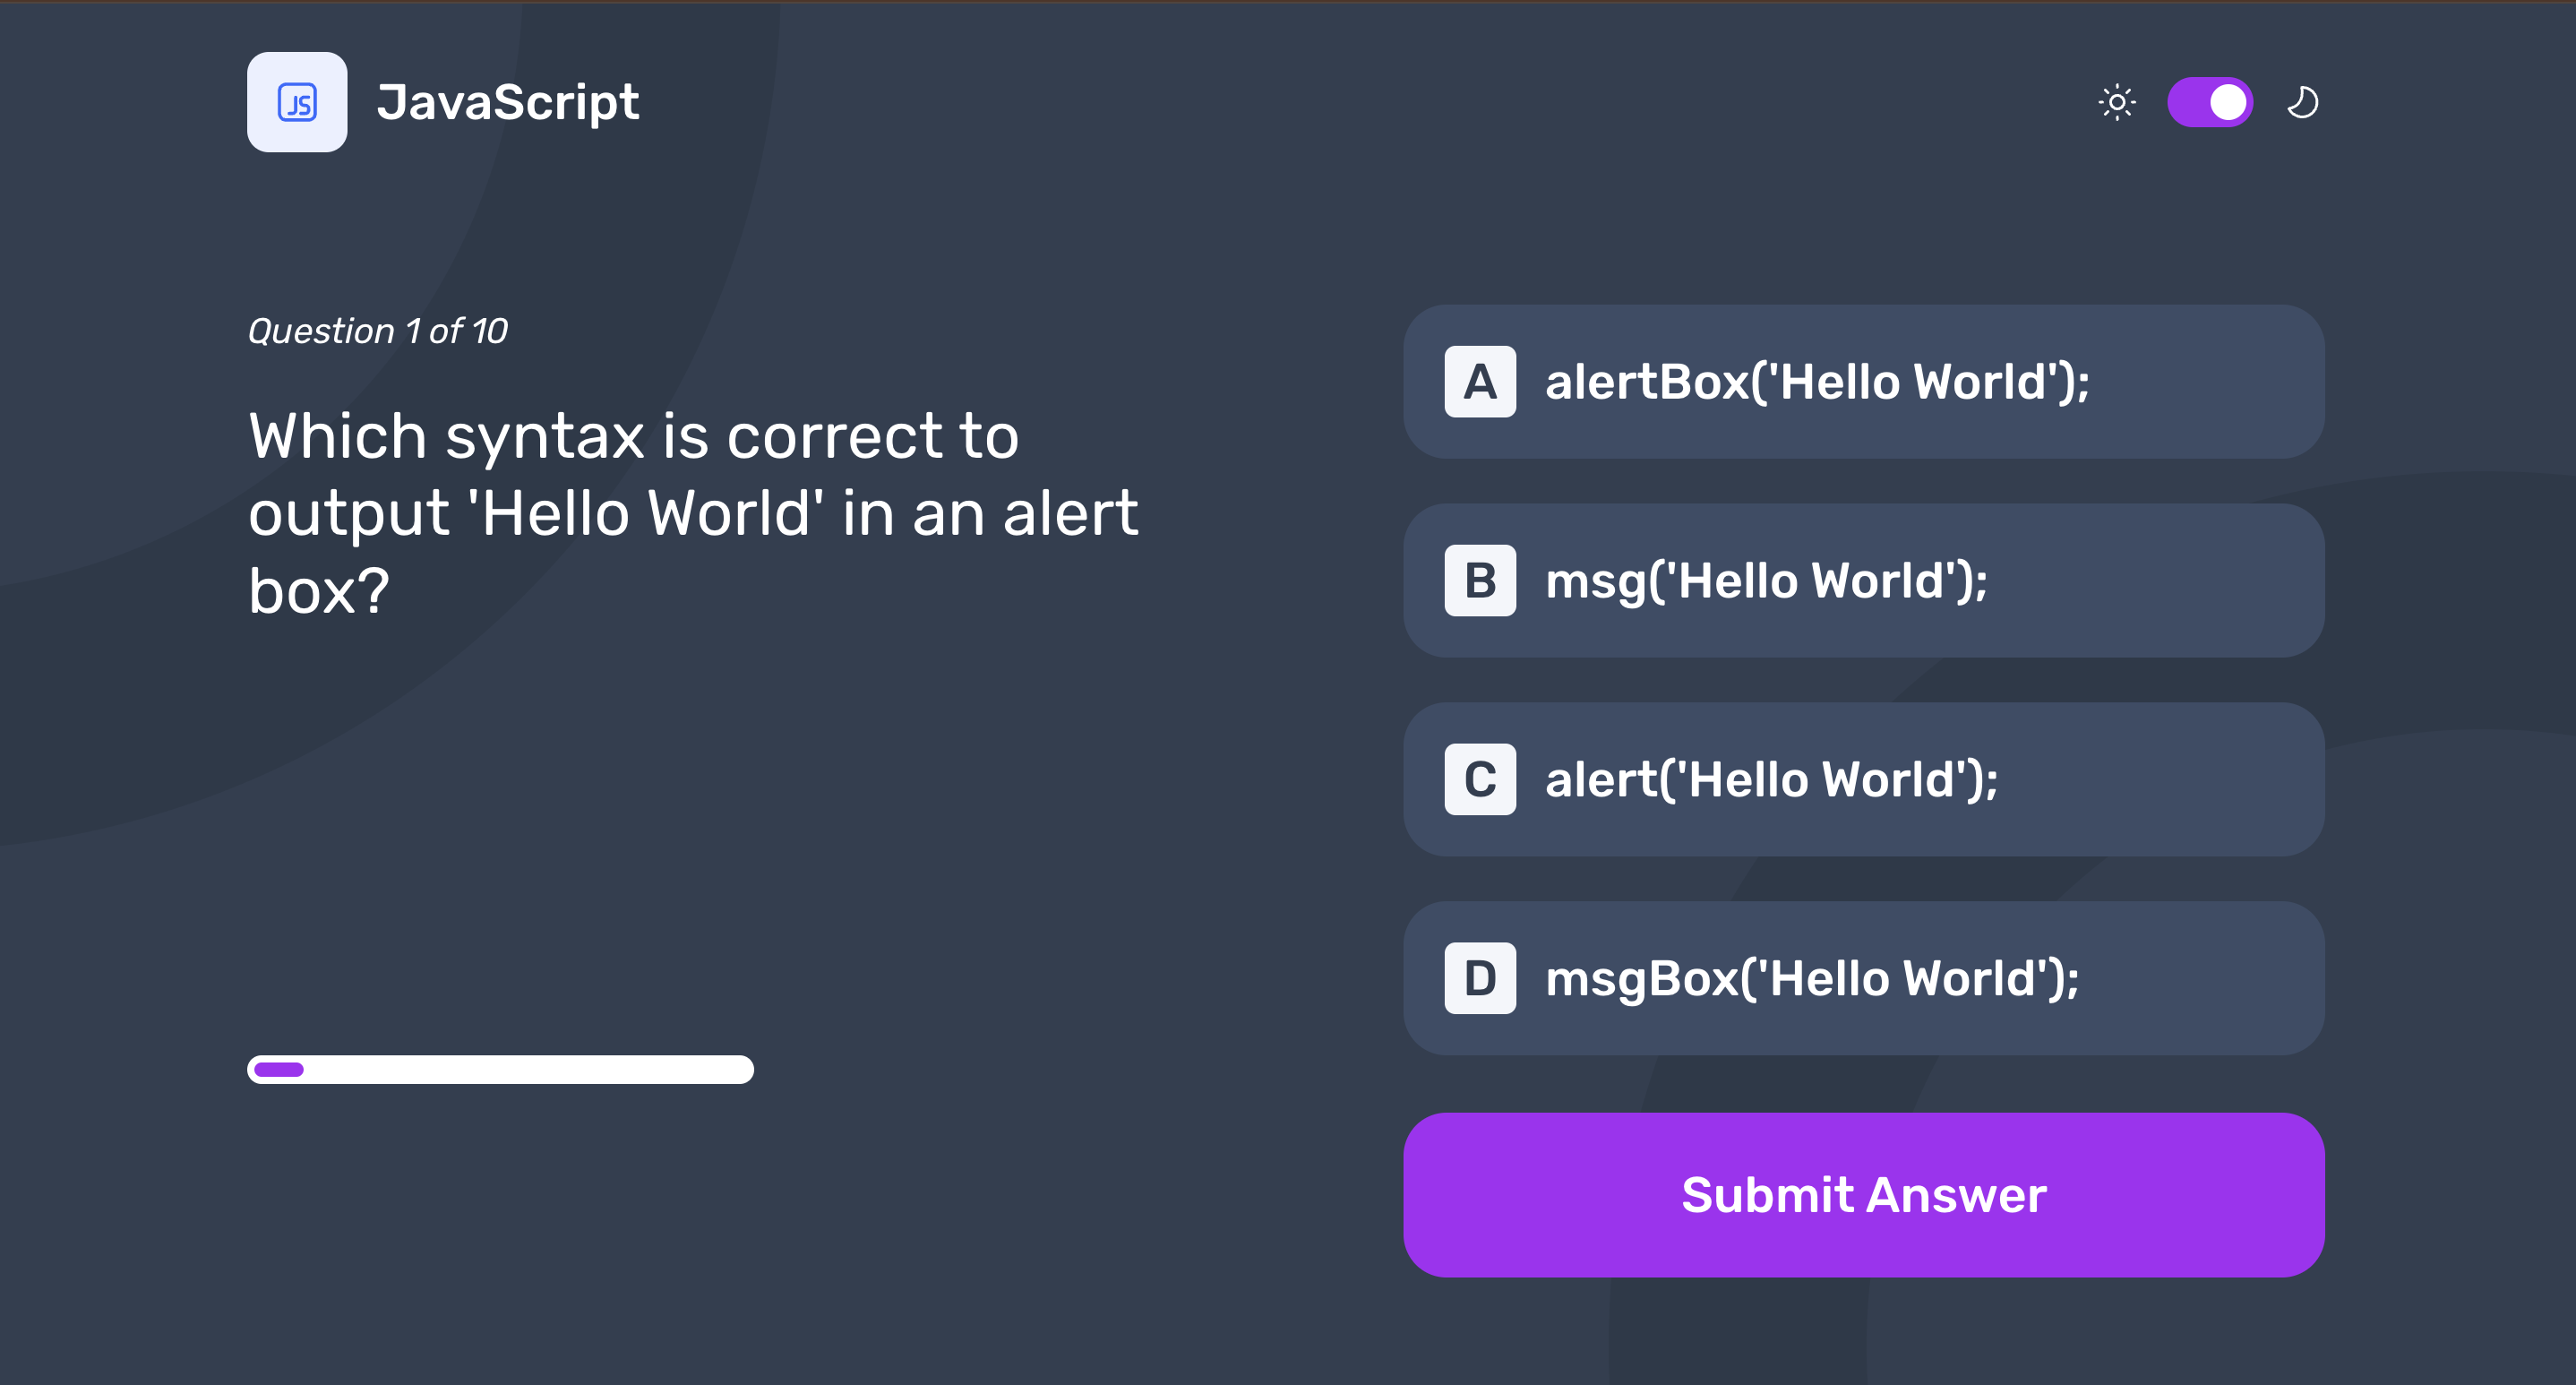 JS
JavaScript
Question 1 of 10
Which syntax is correct to
output 'Hello World' in an alert
box?
A alertBox('Hello World');
B msg('Hello World');
C alert('Hello World');
D msgBox('Hello World');
Submit Answer